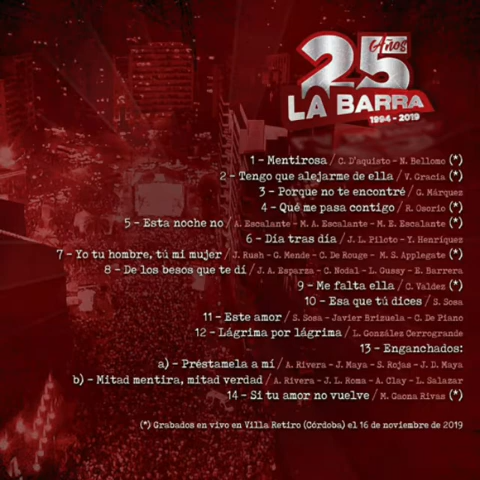 25 Años
LA BARRA
1994 - 2019
1 - Mentirosa / C. D'aquisto - N. Bellomo (*)
2 - Tengo que alejarme de ella / V. Gracia (*)
3 - Porque no te encontré / G. Márquez
4 - Qué me pasa contigo / R. Osorio (*)
5 - Esta noche no / A. Escalante - M. A. Escalante - M. E. Escalante (*)
6 - Día tras día / J. L. Piloto - Y. Henríquez
7 - Yo tu hombre, tú mi mujer / J. Rush - G. Mende - C. De Rouge - M. S. Applegate (*)
8 - De los besos que te dí / J. A. Esparza - C. Nodal - L. Gussy - E. Barrera
9 - Me falta ella / C. Valdez (*)
10 - Esa que tú dices / S. Sosa
11 - Este amor / S. Sosa - Javier Brizuela - C. De Piano
12 - Lágrima por lágrima / L. González Cerrogrande
13 - Enganchados:
a) - Préstamela a mí / A. Rivera - J. Maya - S. Rojas - J. D. Maya
b) - Mitad mentira, mitad verdad / A. Rivera - J. L. Roma - A. Clay - L. Salazar
14 - Si tu amor no vuelve / M. Gaona Rivas (*)
(*) Grabados en vivo en Villa Retiro (Córdoba) el 16 de noviembre de 2019